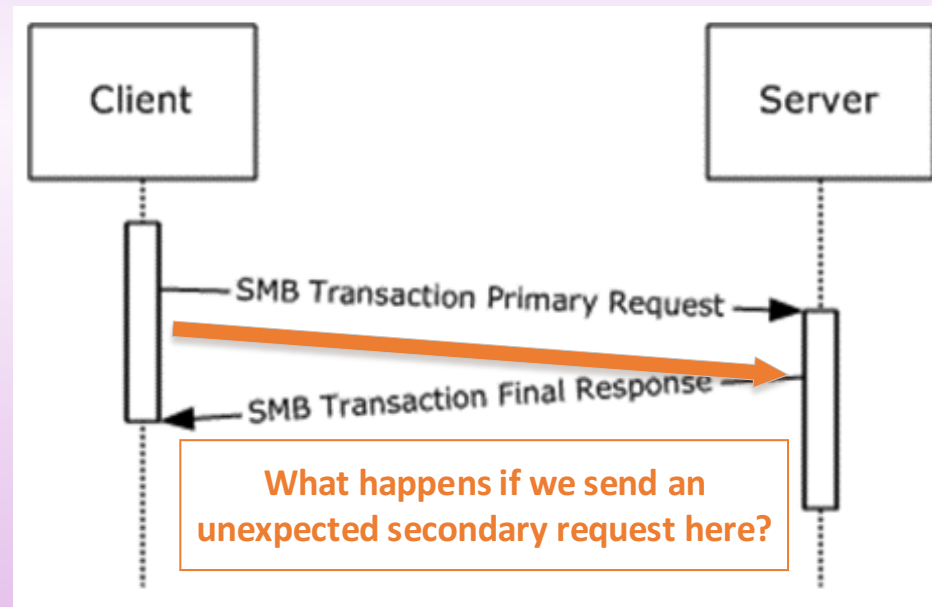 Client
Server
SMB Transaction Primary Request
SMB Transaction Final Response
What happens if we send an
unexpected secondary request here?